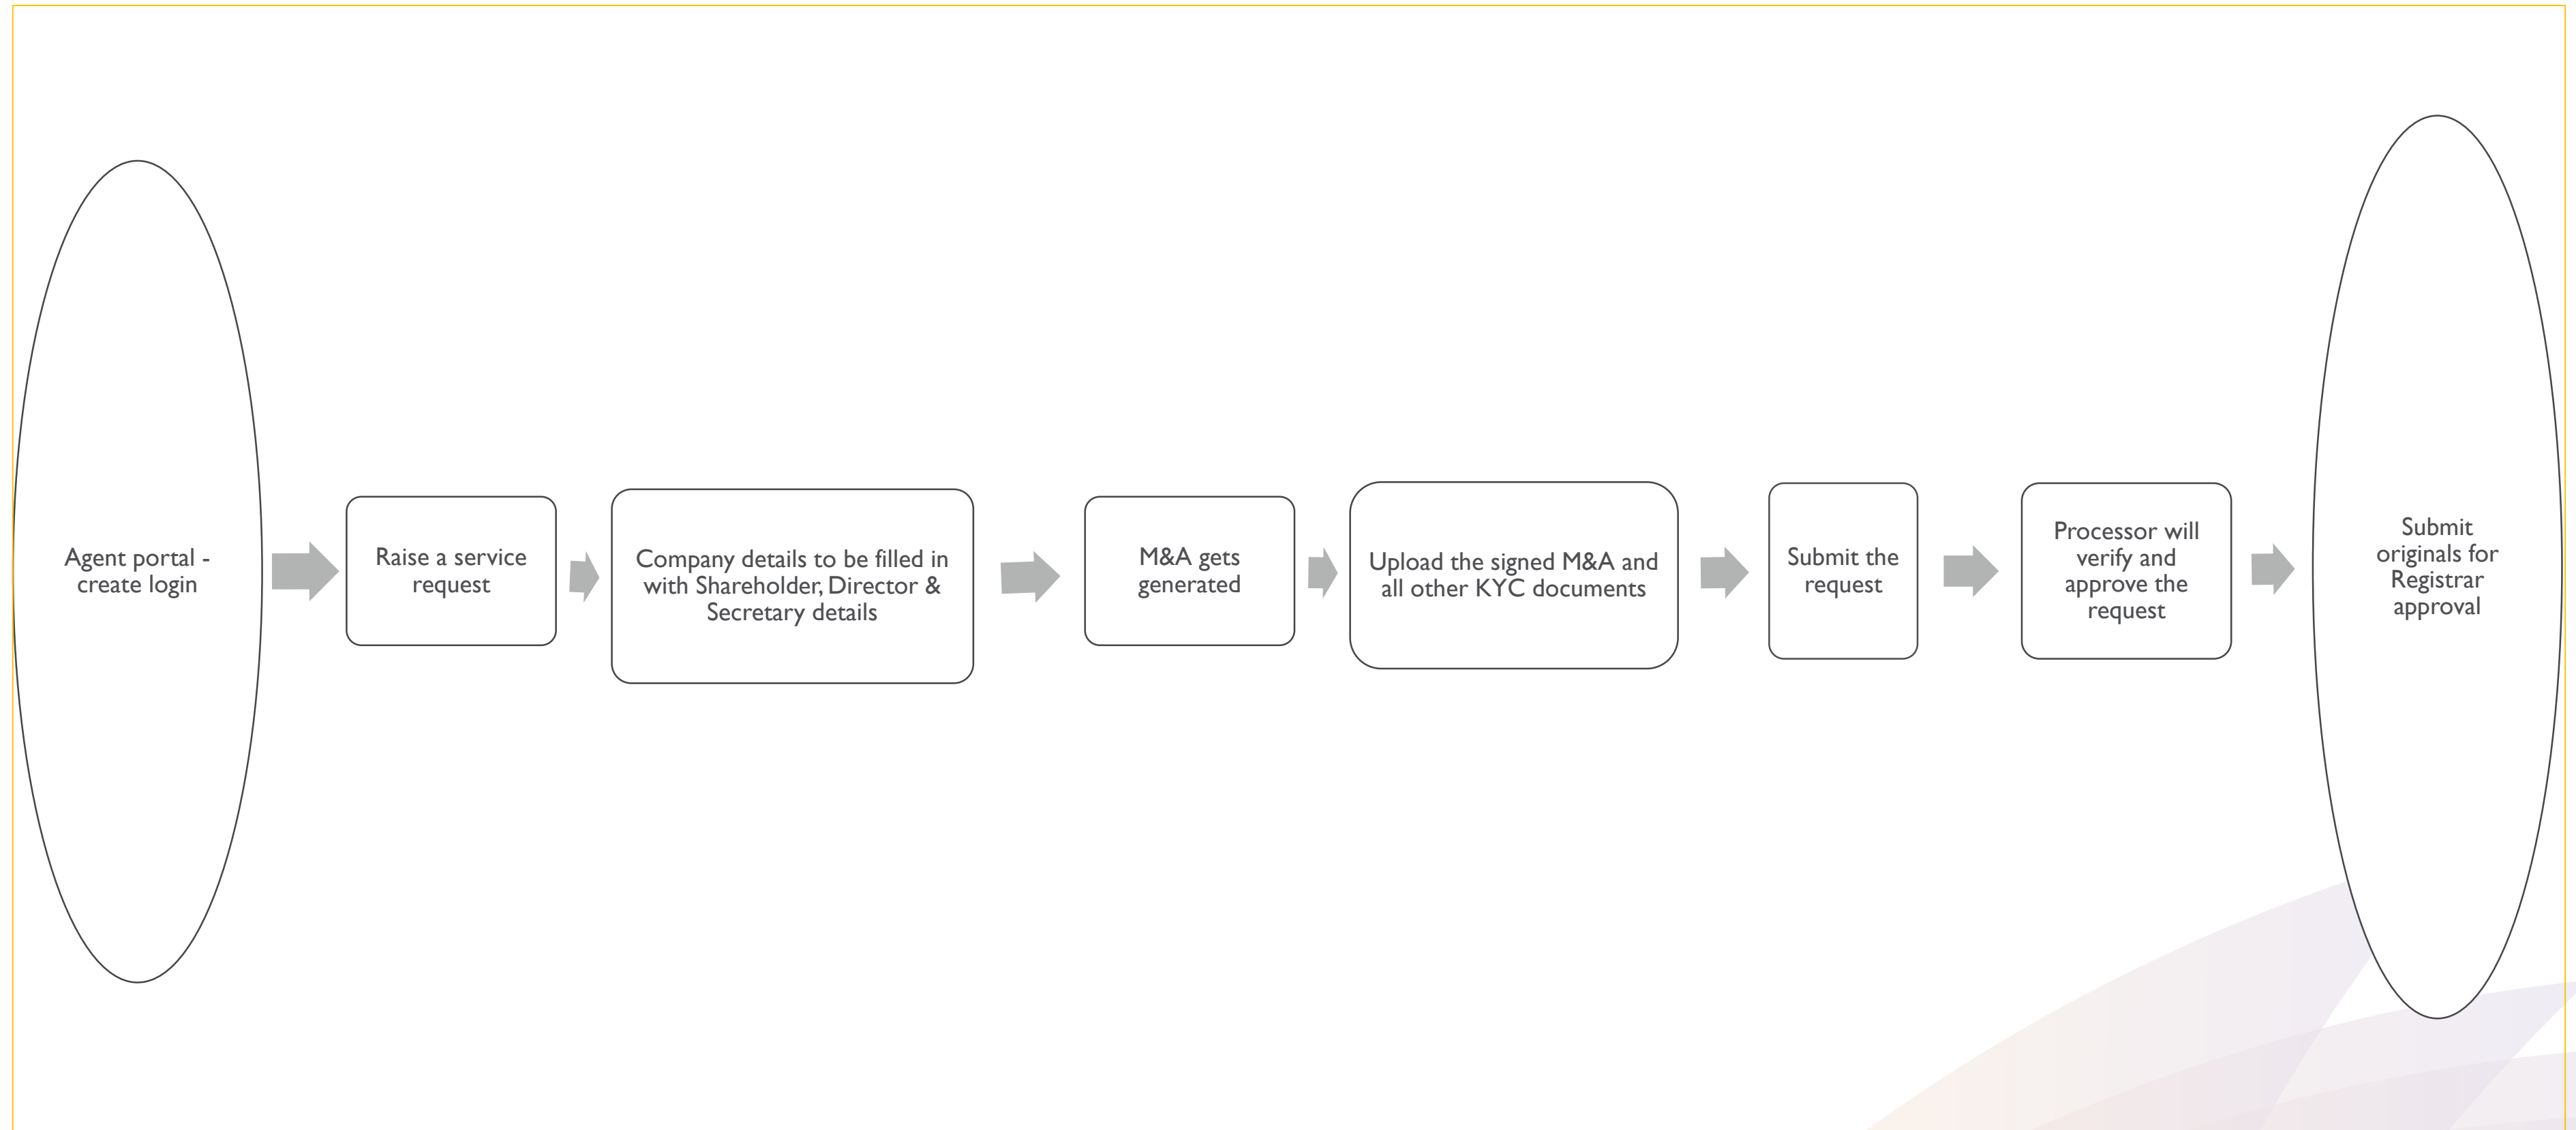 Agent portal -
create login
Raise a service
request
Company details to be filled in
with Shareholder, Director &
Secretary details
M&A gets
generated
Upload the signed M&A and
all other KYC documents
Submit the
request
Processor will
verify and
approve the
request
Submit
originals for
Registrar
approval